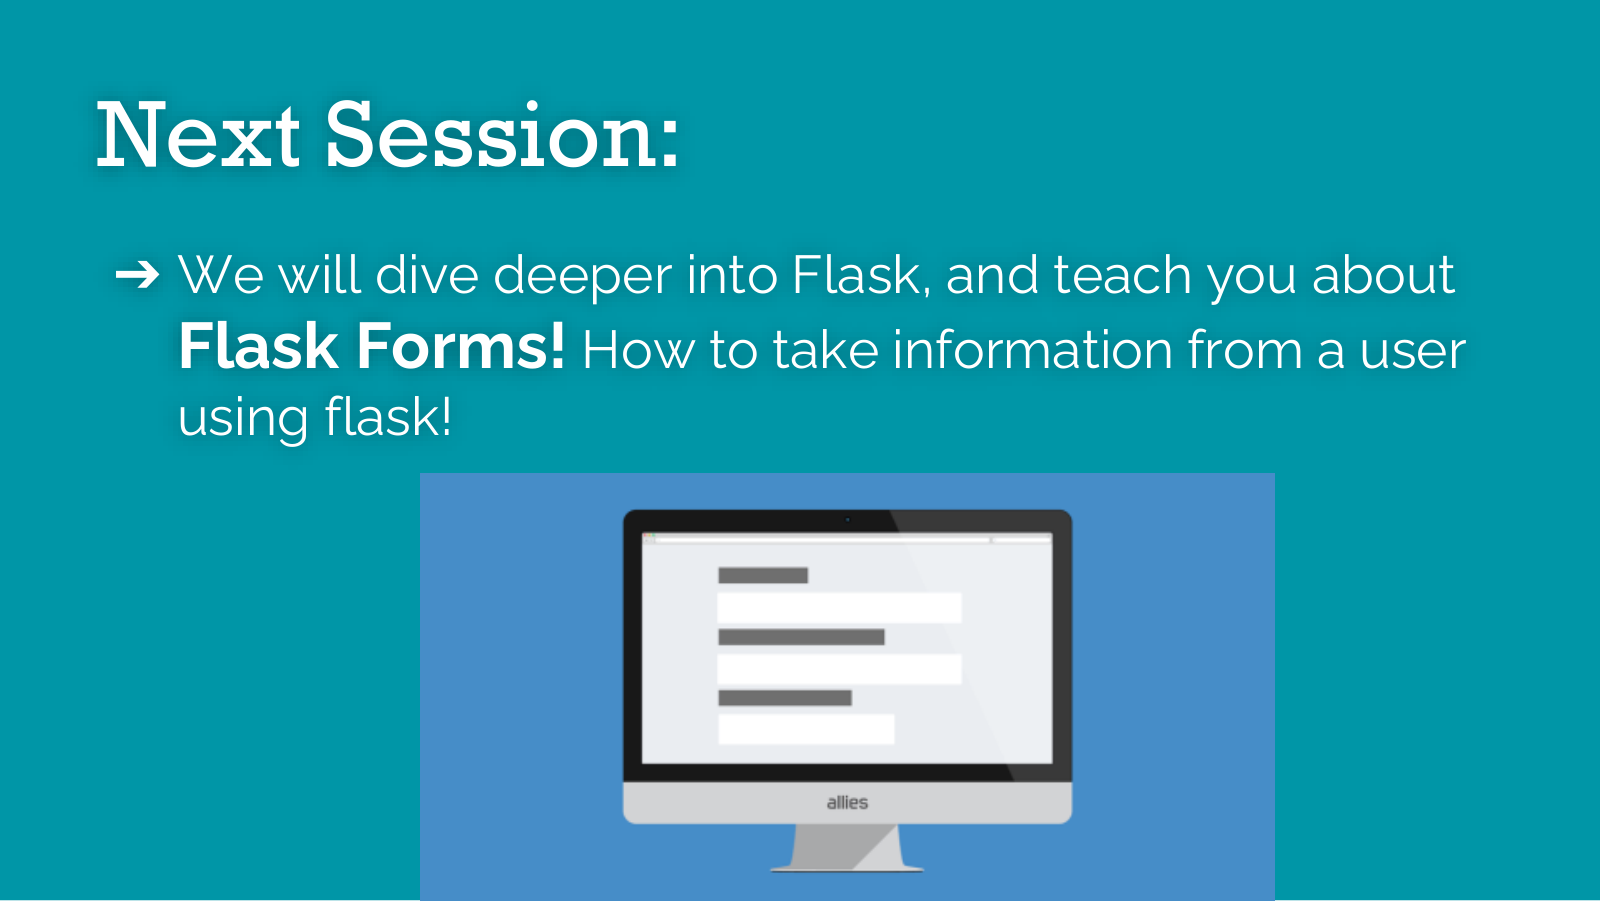 Next Session:
➔ We will dive deeper into Flask, and teach you about
Flask Forms! How to take information from a user
using flask!
allies